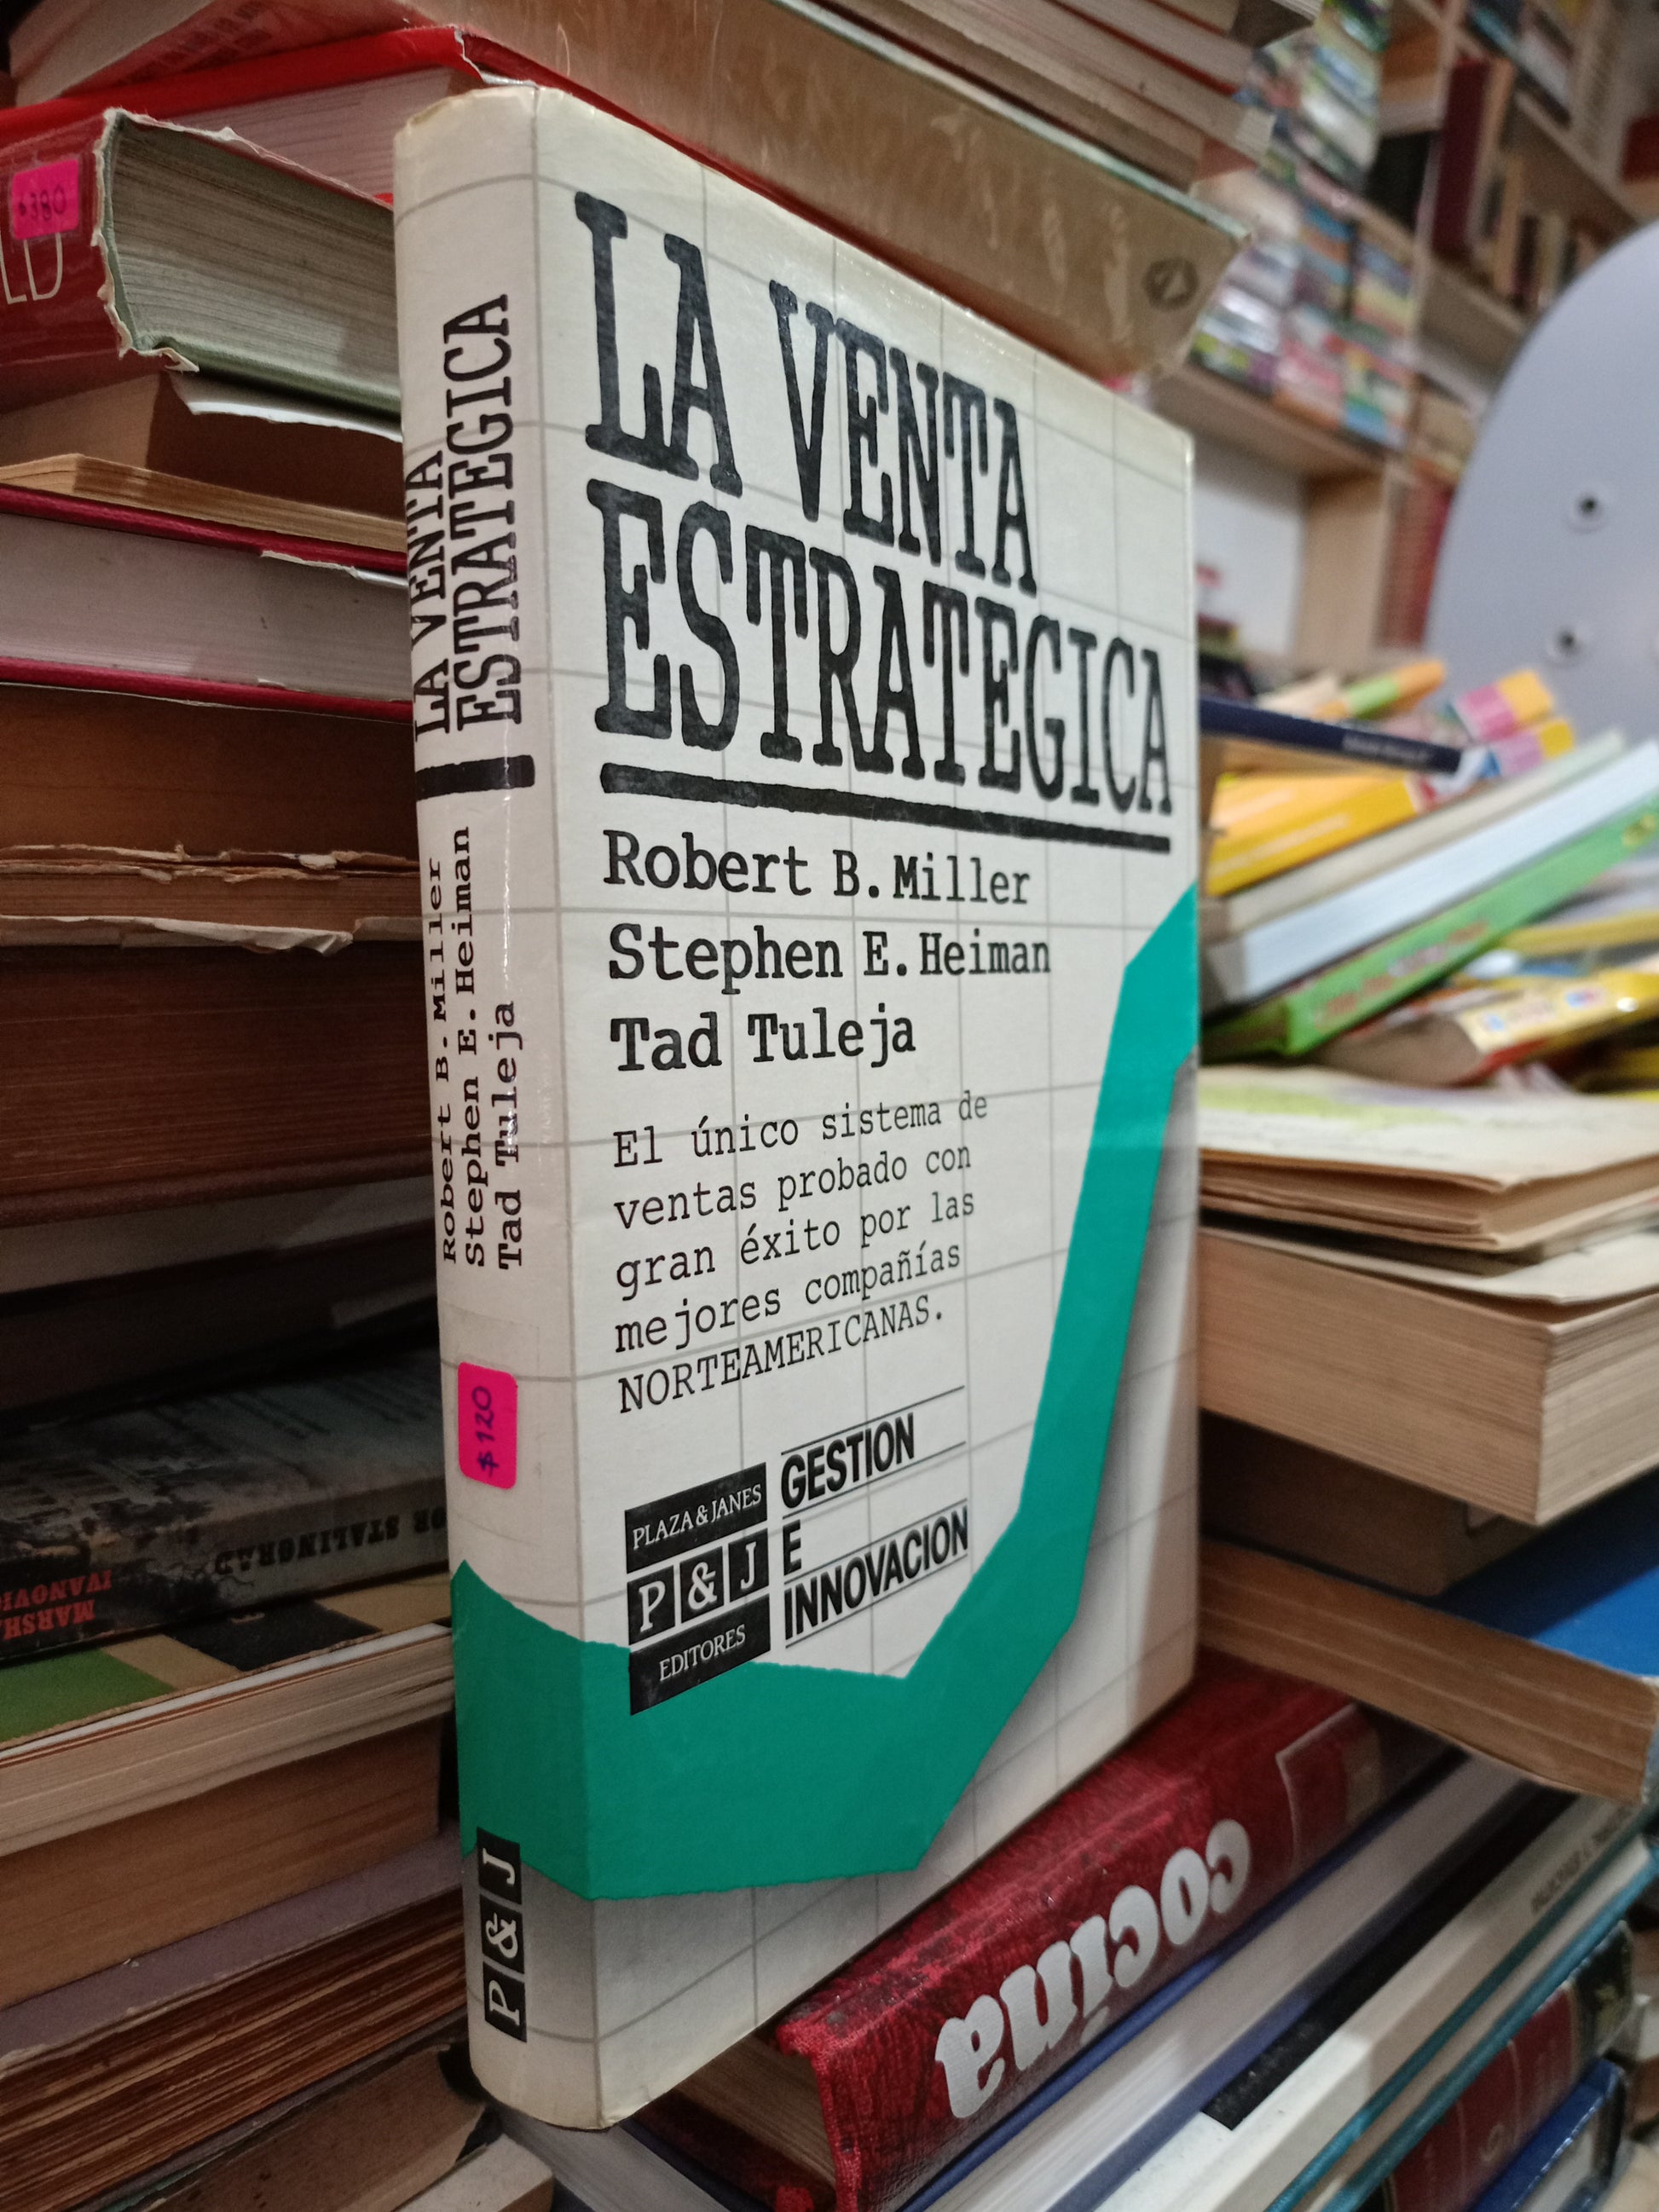 LA VENTA
ESTRATEGICA
Robert B. Miller
Stephen E. Heiman
Tad Tuleja
El único sistema de
ventas probado con
gran éxito por las
mejores compañías
NORTEAMERICANAS.
PLAZA & JANES
P & J
EDITORES
GESTION
E
INNOVACION
LA VENTA
ESTRATEGICA
Robert B. Miller
Stephen E. Heiman
Tad Tuleja
$120
P & J
$380
STALINGRAD
cocina